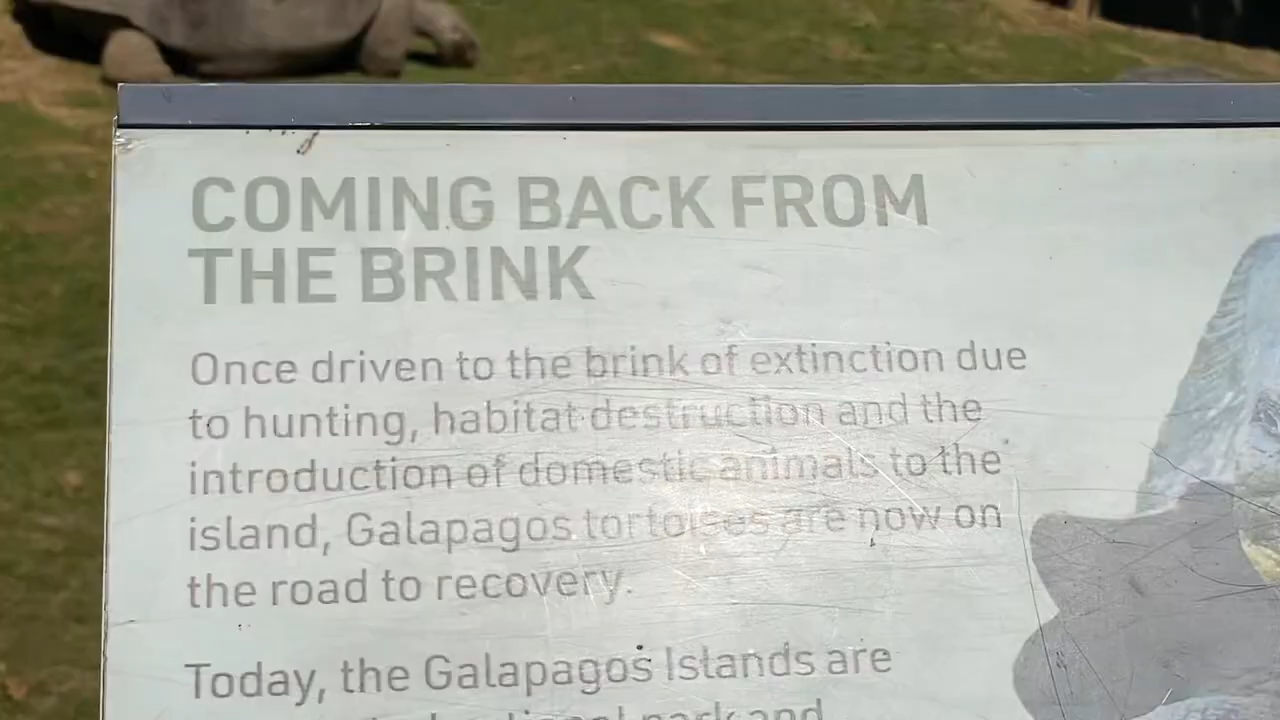 COMING BACK FROM
THE BRINK
Once driven to the brink of extinction due
to hunting, habitat destruction and the
introduction of domestic animals to the
island, Galapagos tortoises are now on
the road to recovery.
Today, the Galapagos Islands are
park and